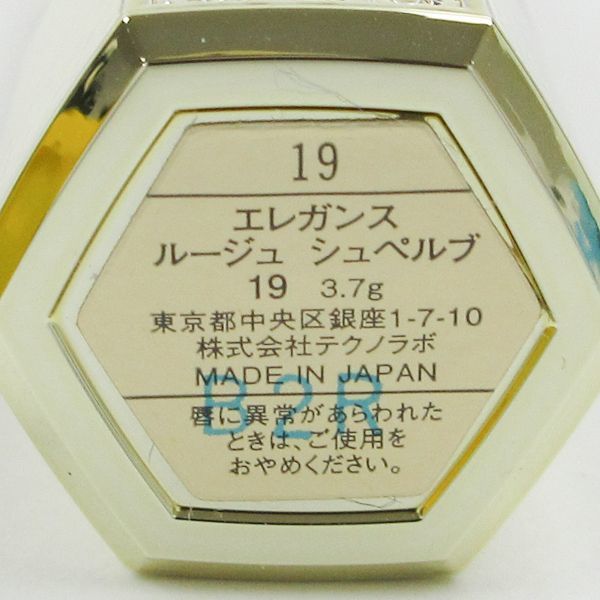 19
エレガンス
ルージュ シュペルブ
19 3.7g
東京都中央区銀座1-7-10
株式会社テクノラボ
MADE IN JAPAN
B2R
唇に異常があらわれた
ときは、ご使用を
おやめください。